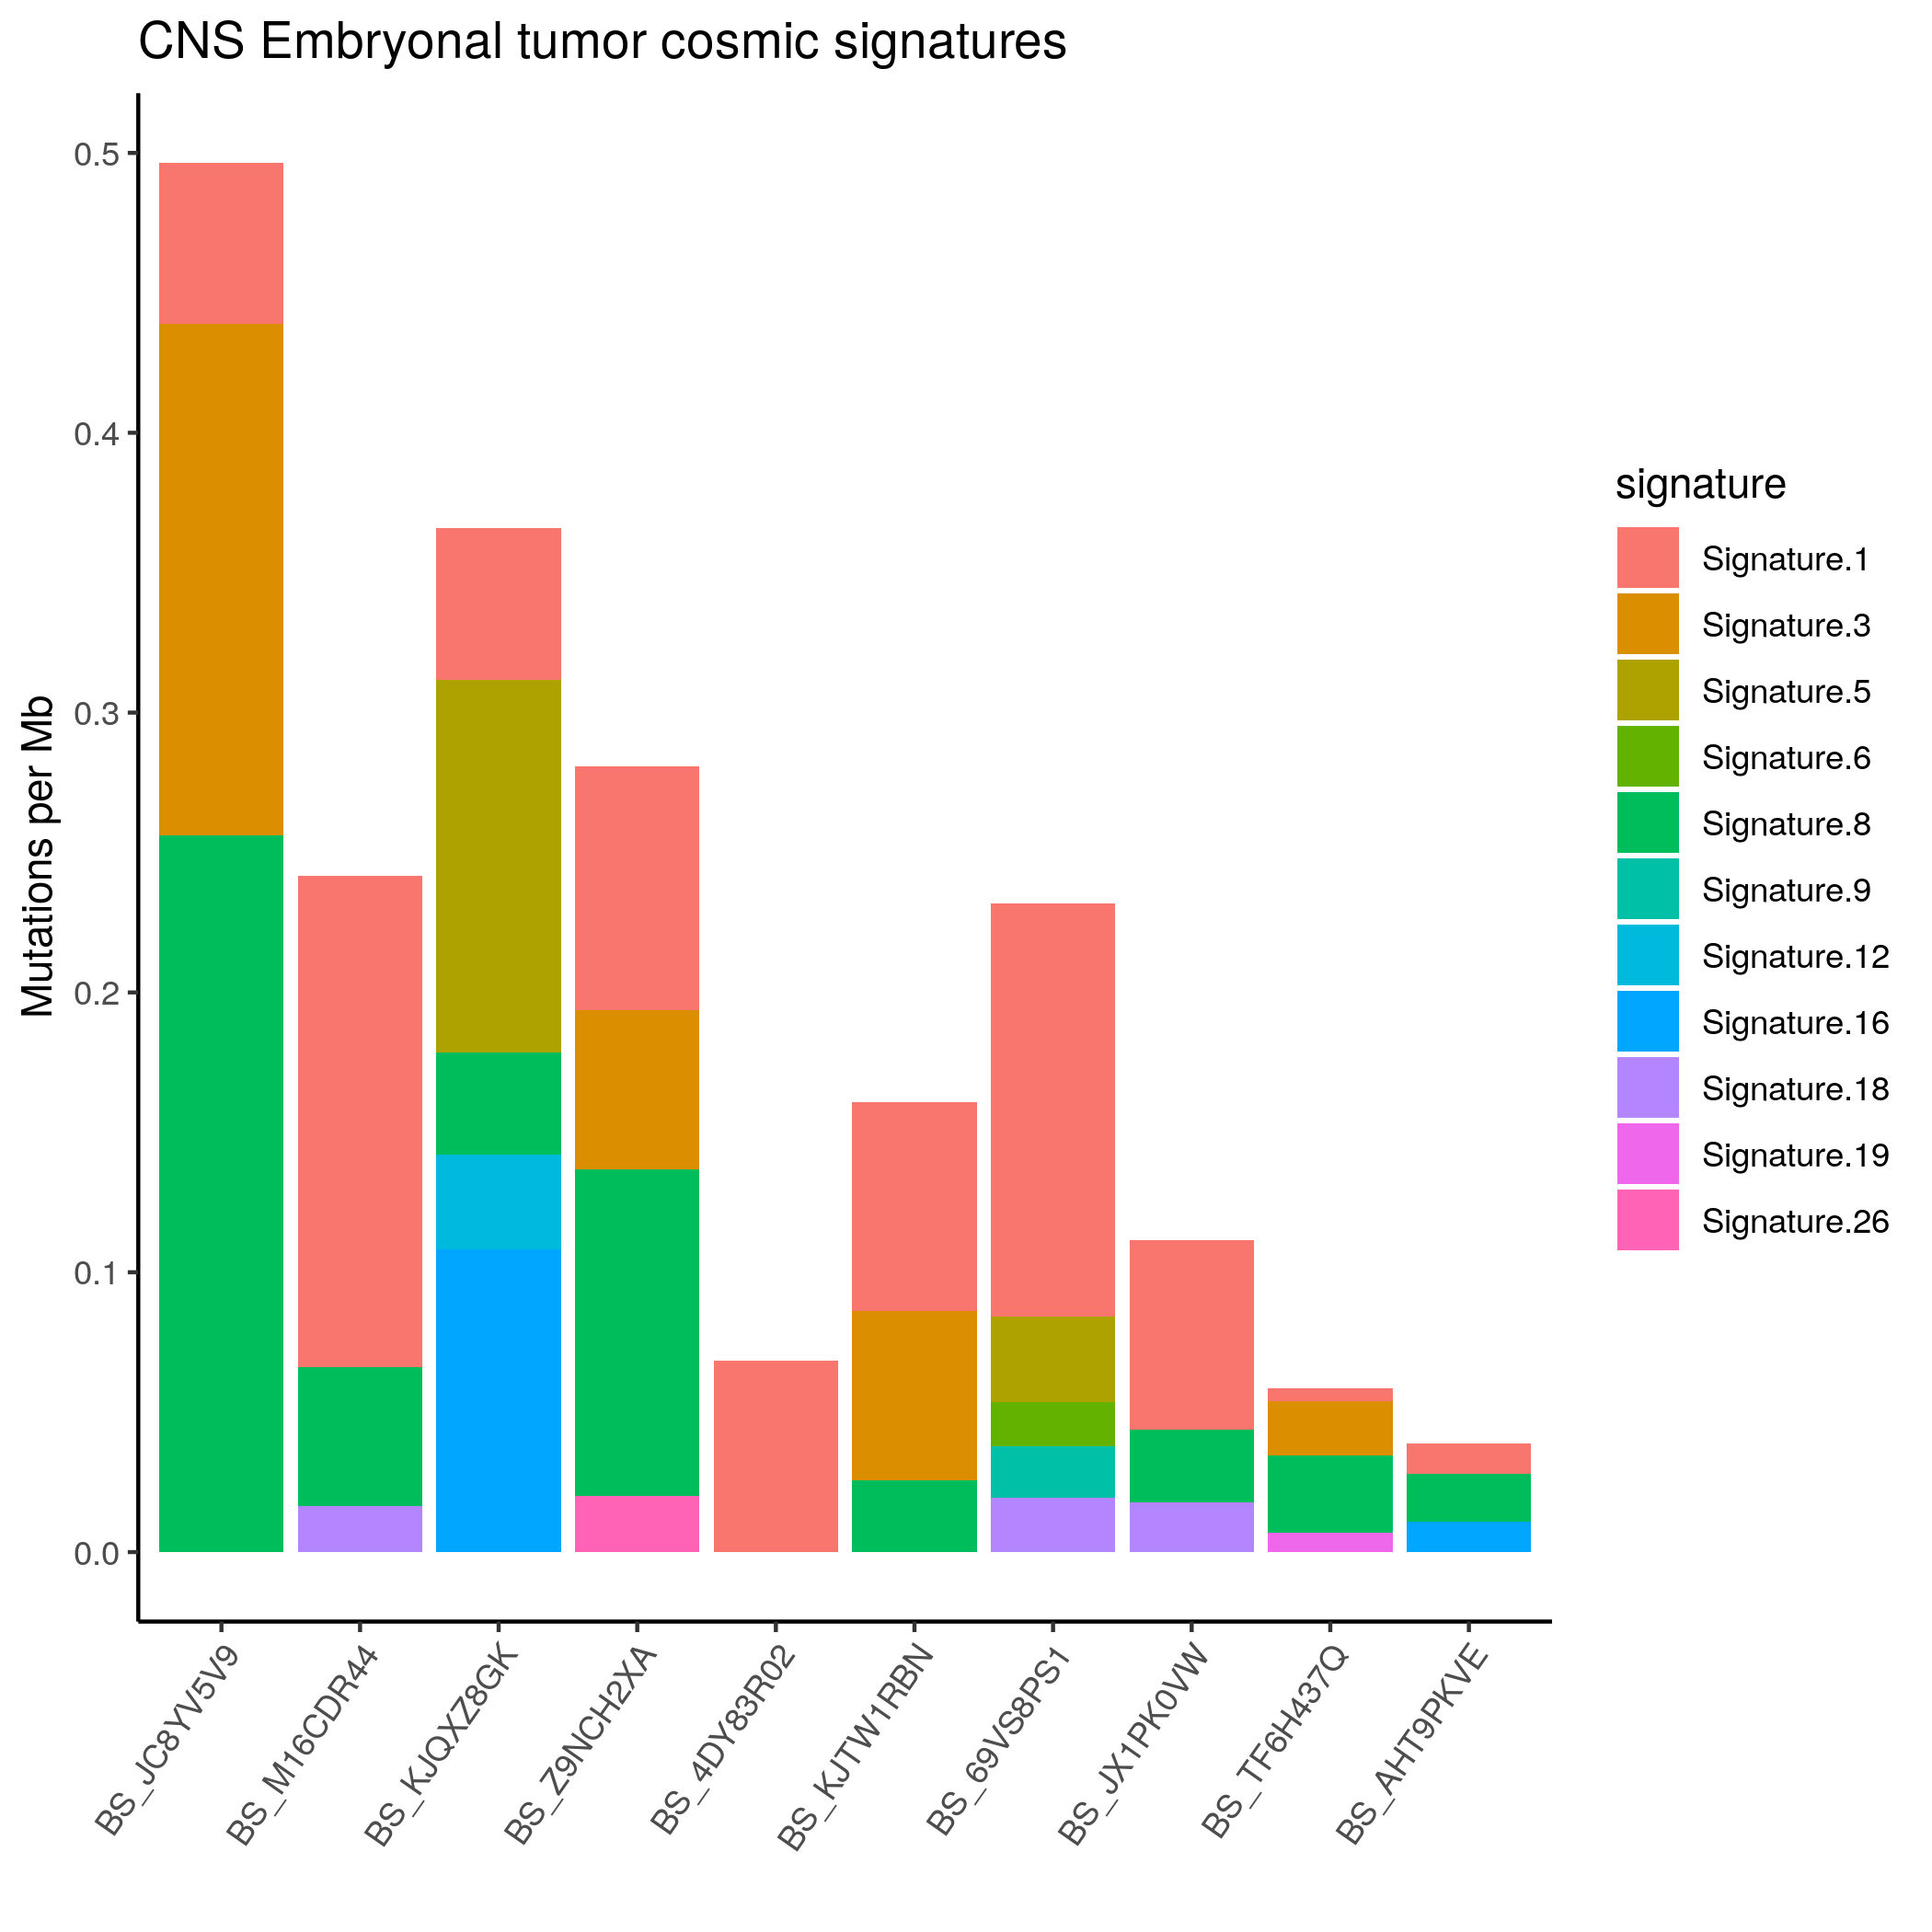 CNS Embryonal tumor cosmic signatures
Mutations per Mb
0.5
0.4
0.3
0.2
0.1
0.0
BS_JC8YV5V9
BS_M16CDR44
BS_KJQXZ8GK
BS_Z9NCH2XA
BS_4DY83R02
BS_KJTW1RBN
BS_69VS8PS1
BS_JX1PK0VW
BS_TF6H437Q
BS_AHT9PKVE
signature
Signature.1
Signature.3
Signature.5
Signature.6
Signature.8
Signature.9
Signature.12
Signature.16
Signature.18
Signature.19
Signature.26